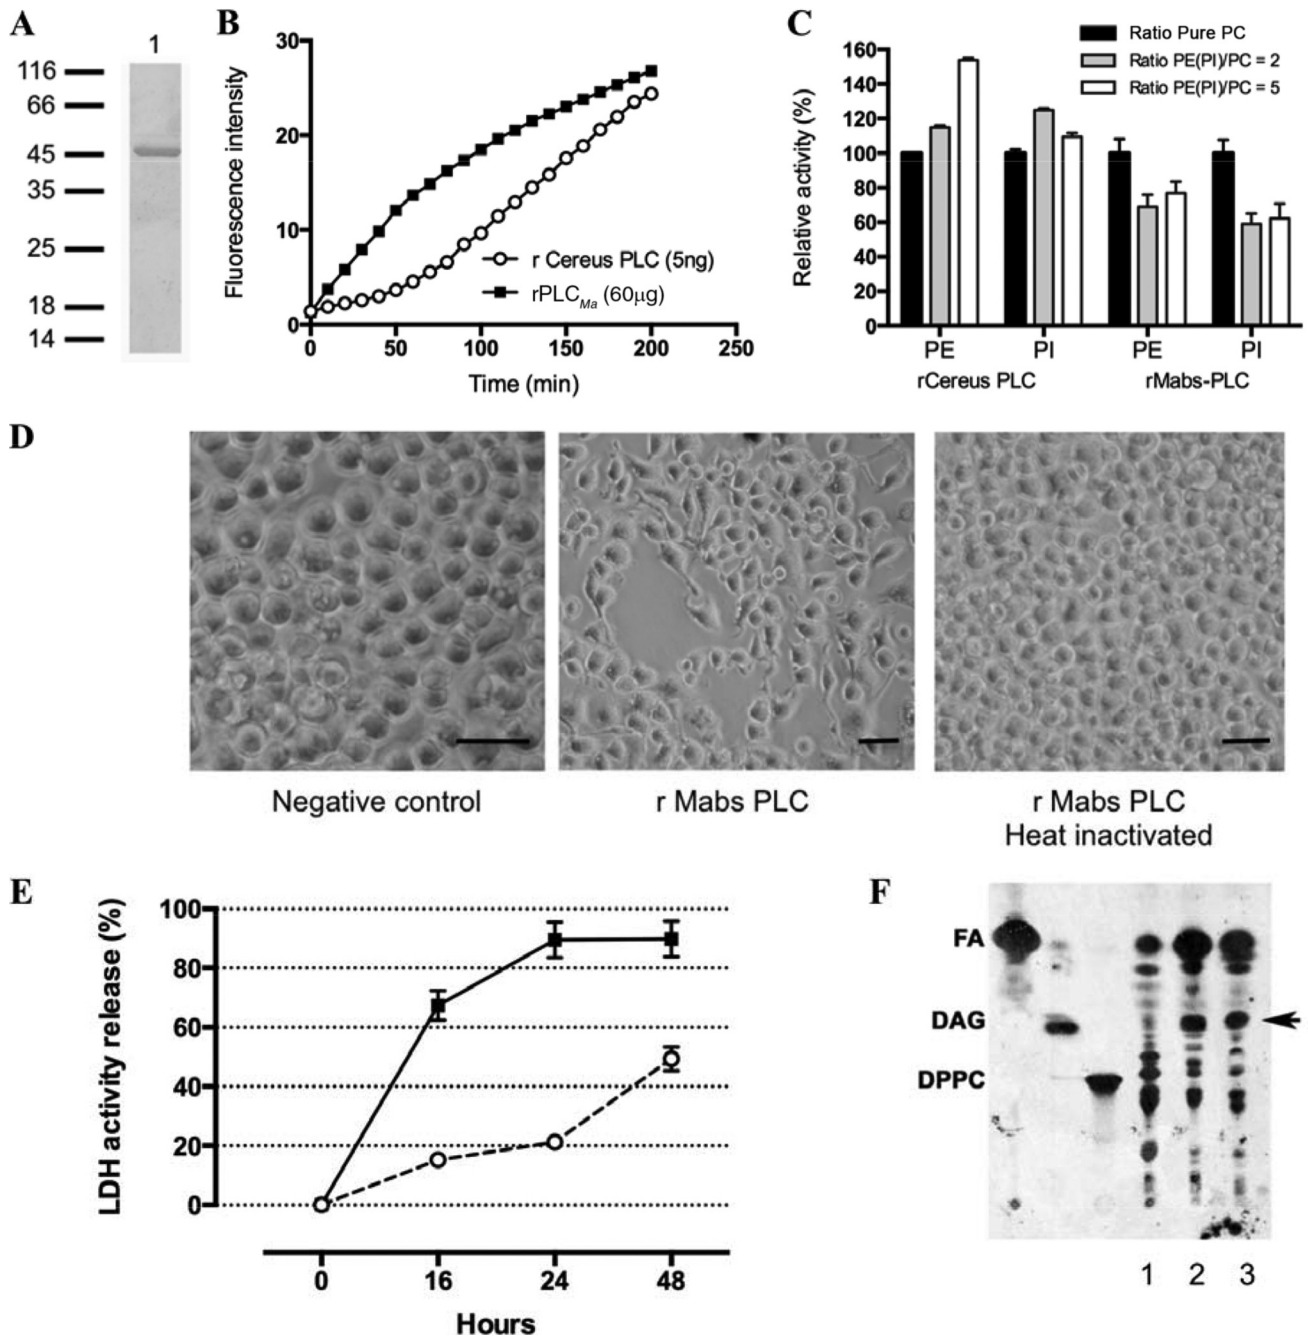 A
1
116
66
45
35
25
18
14
B
Fluorescence intensity
30
20
10
0
0 50 100 150 200 250
Time (min)
r Cereus PLC (5ng)
rPLCMa (60μg)
C
Relative activity (%)
160
140
120
100
80
60
40
20
0
Ratio Pure PC
Ratio PE(PI)/PC = 2
Ratio PE(PI)/PC = 5
PE PI PE PI
rCereus PLC rMabs-PLC
D
Negative control
r Mabs PLC
r Mabs PLC
Heat inactivated
E
LDH activity release (%)
100
80
60
40
20
0
0 16 24 48
Hours
F
FA
DAG
DPPC
1 2 3